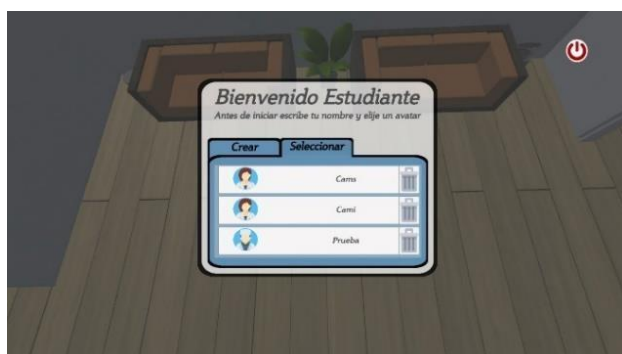 Bienvenido Estudiante
Antes de iniciar escribe tu nombre y elije un avatar
Crear Seleccionar
Cams
Cami
Prueba